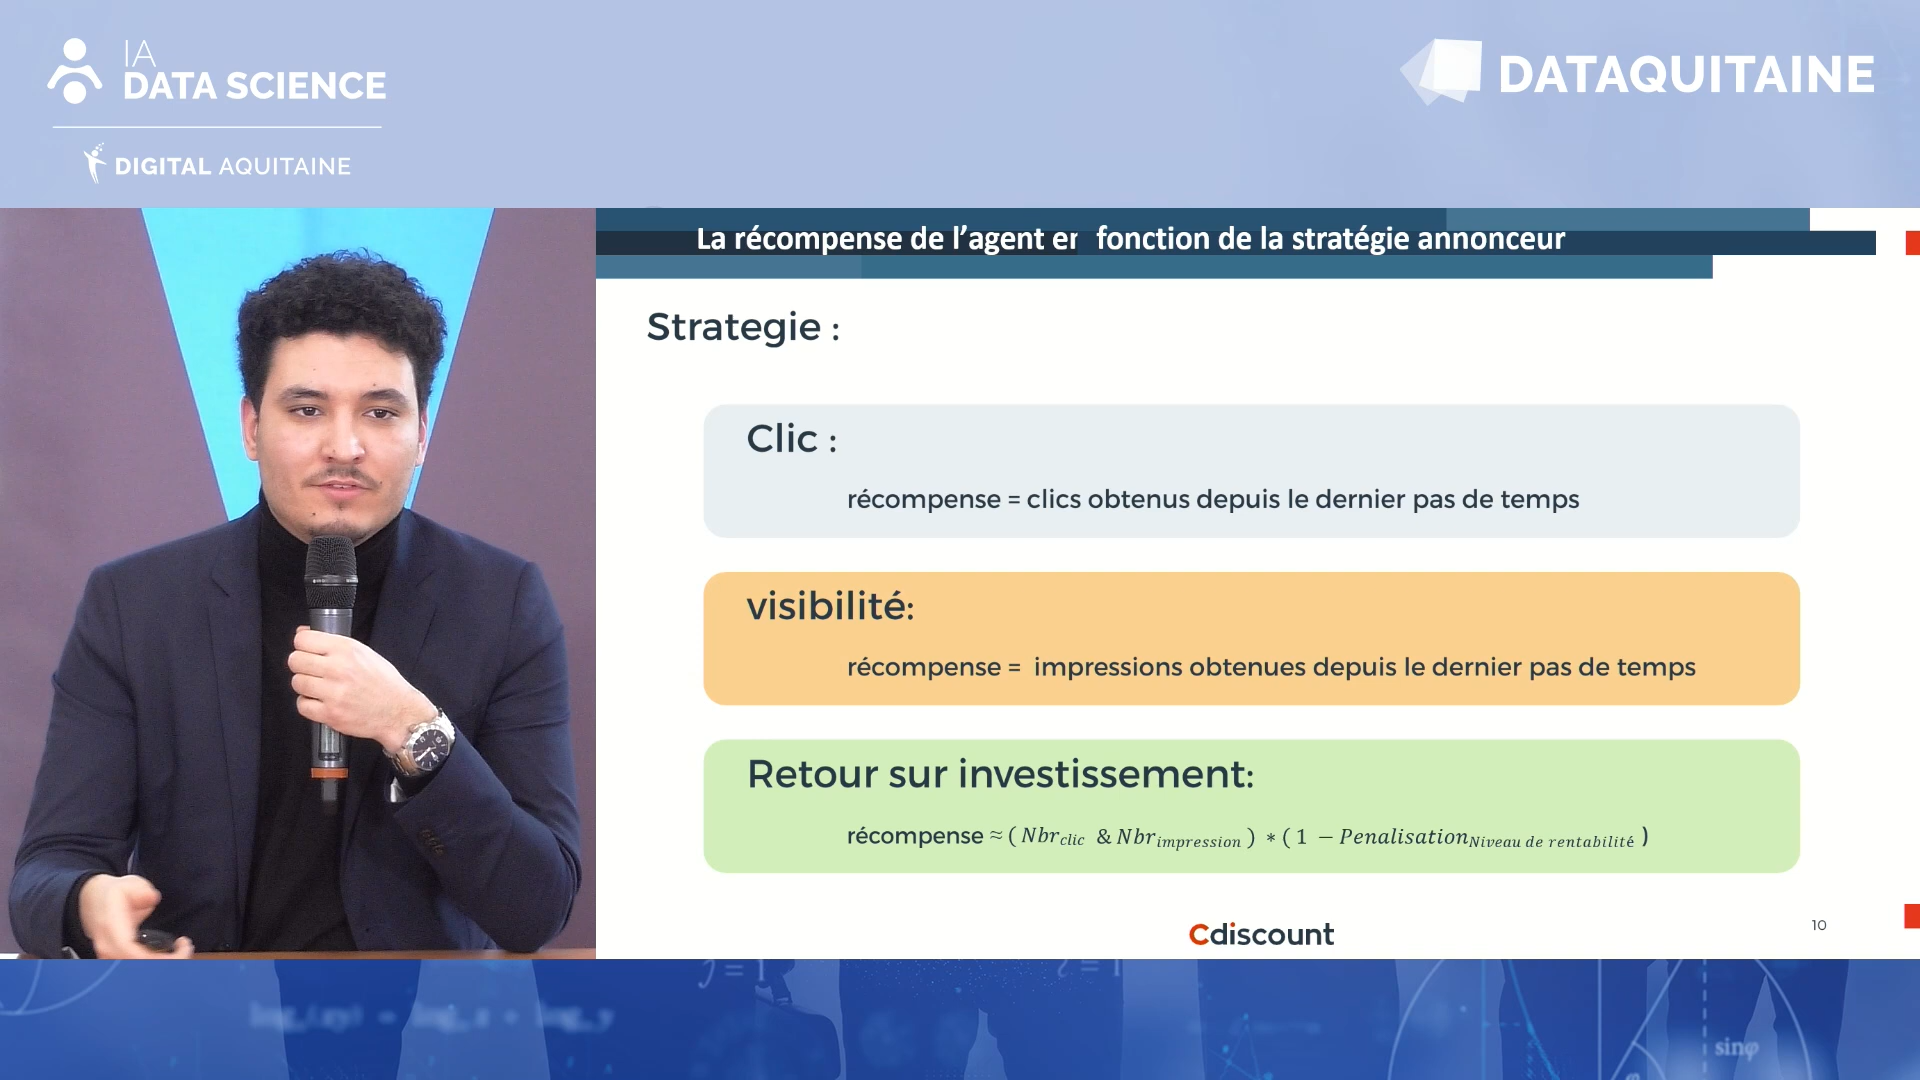 IA
DATA SCIENCE
DIGITAL AQUITAINE
DATAQUITAINE
La récompense de l’agent en fonction de la stratégie annonceur
Strategie :
Clic :
récompense = clics obtenus depuis le dernier pas de temps
visibilité:
récompense = impressions obtenues depuis le dernier pas de temps
Retour sur investissement:
récompense ≈ ( Nbr_clic & Nbr_impression ) * ( 1 − Penalisation_Niveau de rentabilité )
Cdiscount
10
sinφ